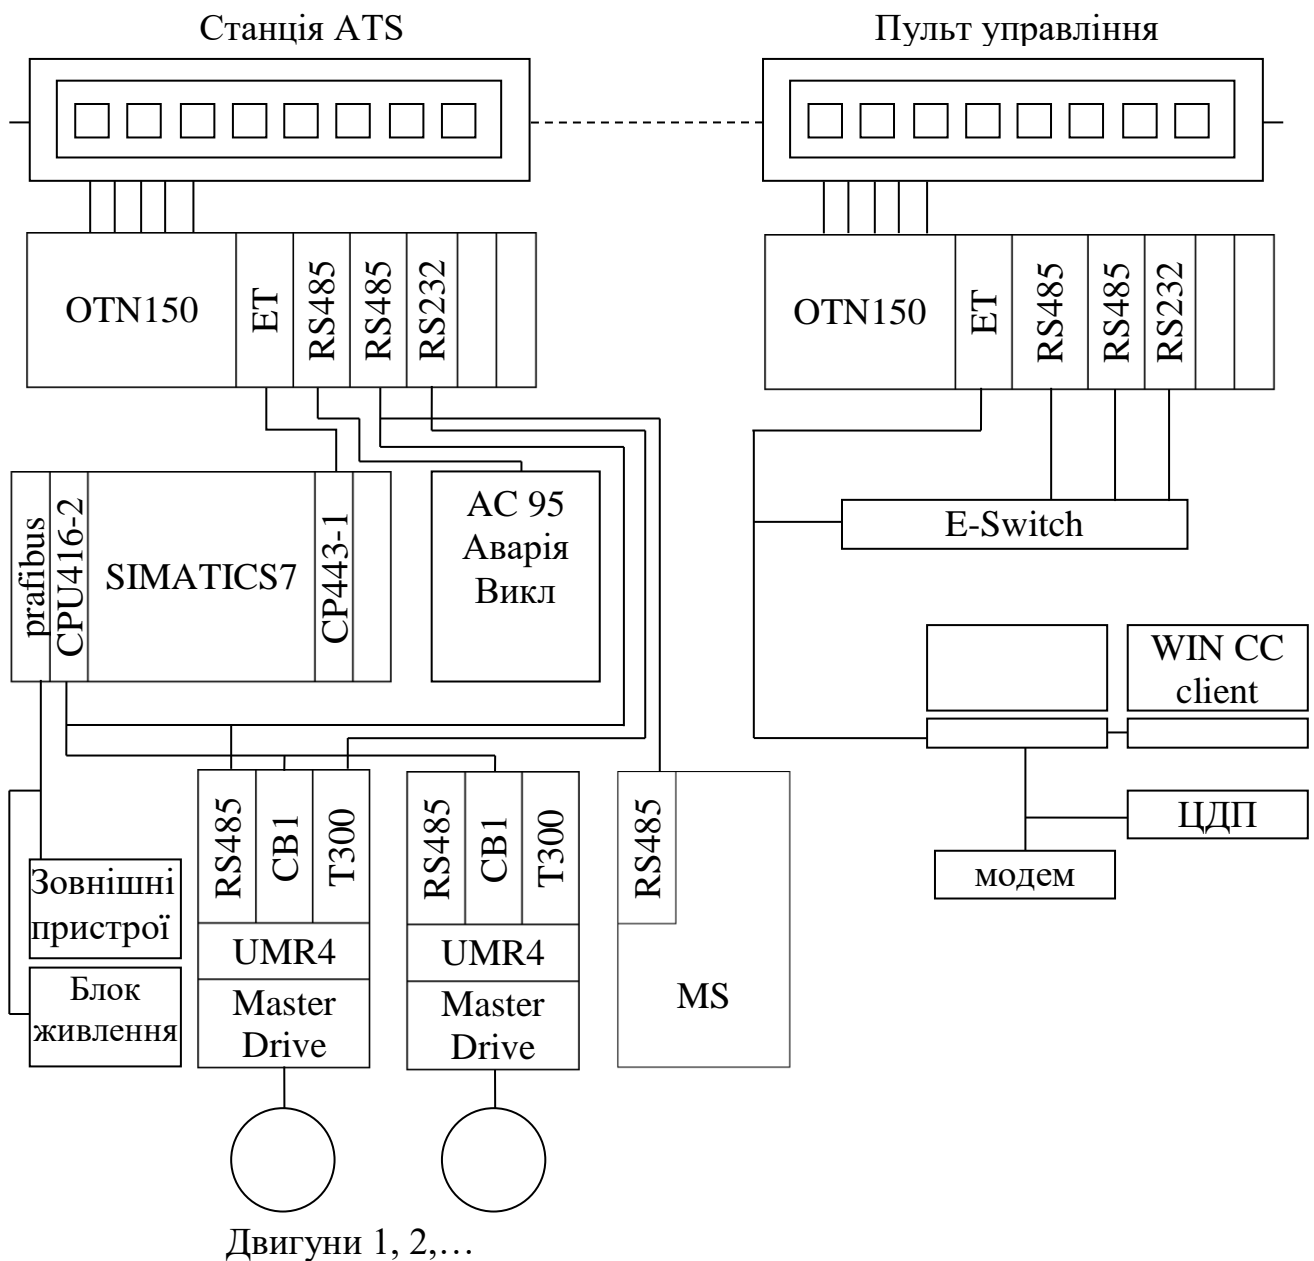 Станція ATS
Пульт управління
OTN150
ET
RS485
RS485
RS232
OTN150
ET
RS485
RS485
RS232
prafibus
CPU416-2
SIMATICS7
CP443-1
AC 95
Аварія
Викл
E-Switch
WIN CC
client
ЦДП
модем
Зовнішні
пристрої
Блок
живлення
RS485
CB1
T300
UMR4
Master
Drive
RS485
CB1
T300
UMR4
Master
Drive
RS485
MS
Двигуни 1, 2,…